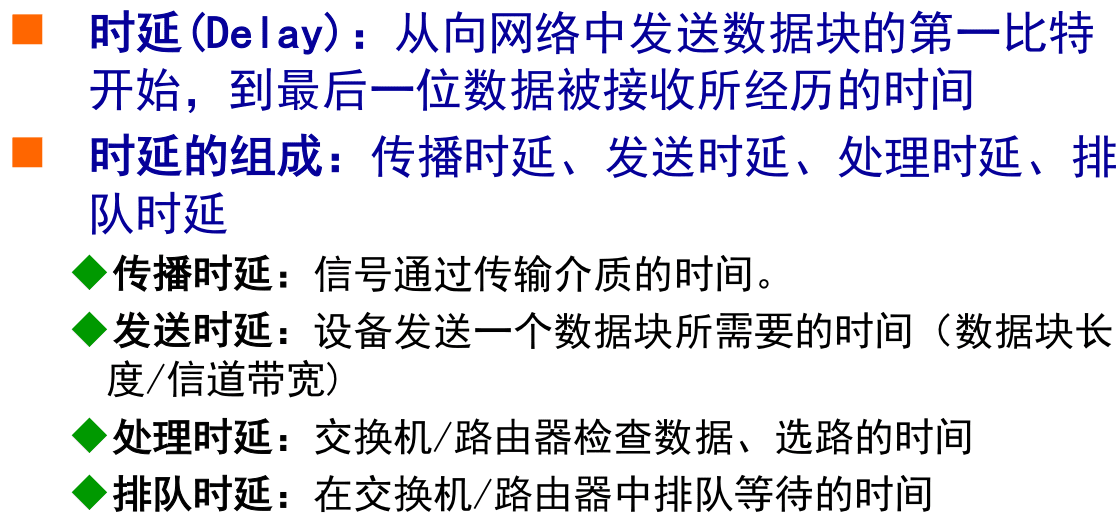 时延(Delay)：从向网络中发送数据块的第一比特
开始，到最后一位数据被接收所经历的时间
时延的组成：传播时延、发送时延、处理时延、排
队时延
传播时延：信号通过传输介质的时间。
发送时延：设备发送一个数据块所需要的时间（数据块长
度/信道带宽)
处理时延：交换机/路由器检查数据、选路的时间
排队时延：在交换机/路由器中排队等待的时间